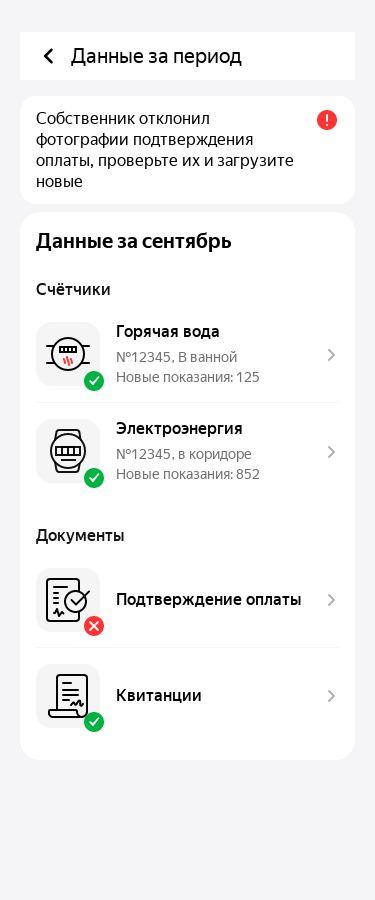 Данные за период
Собственник отклонил
фотографии подтверждения
оплаты, проверьте их и загрузите
новые
Данные за сентябрь
Счётчики
Горячая вода
№12345, В ванной
Новые показания: 125
Электроэнергия
№12345, в коридоре
Новые показания: 852
Документы
Подтверждение оплаты
Квитанции